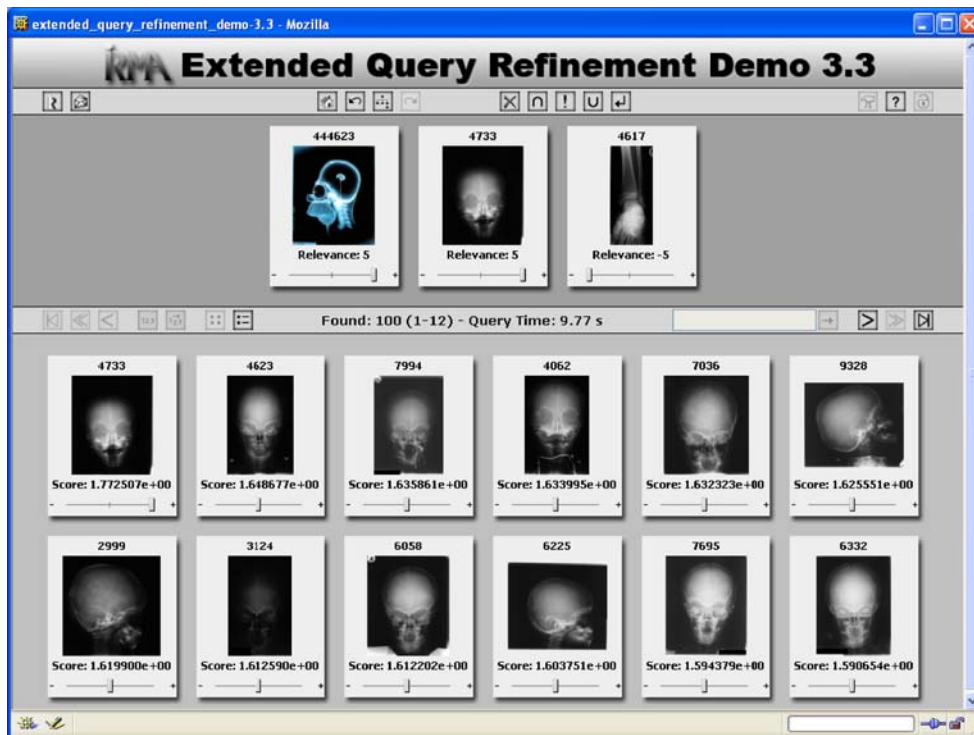 extended_query_refinement_demo-3.3 - Mozilla
IRMA Extended Query Refinement Demo 3.3
! ?
444623 4733 4617
Relevance: 5 Relevance: 5 Relevance: -5
- + - + - +
Found: 100 (1-12) - Query Time: 9.77 s
4733 4623 7994 4062 7036 9328
Score: 1.772507e+00 Score: 1.648677e+00 Score: 1.635861e+00 Score: 1.633995e+00 Score: 1.632323e+00 Score: 1.625551e+00
- + - + - + - + - + - +
2999 3124 6058 6225 7695 6332
Score: 1.619900e+00 Score: 1.612590e+00 Score: 1.612202e+00 Score: 1.603751e+00 Score: 1.594379e+00 Score: 1.590654e+00
- + - + - + - + - + - +